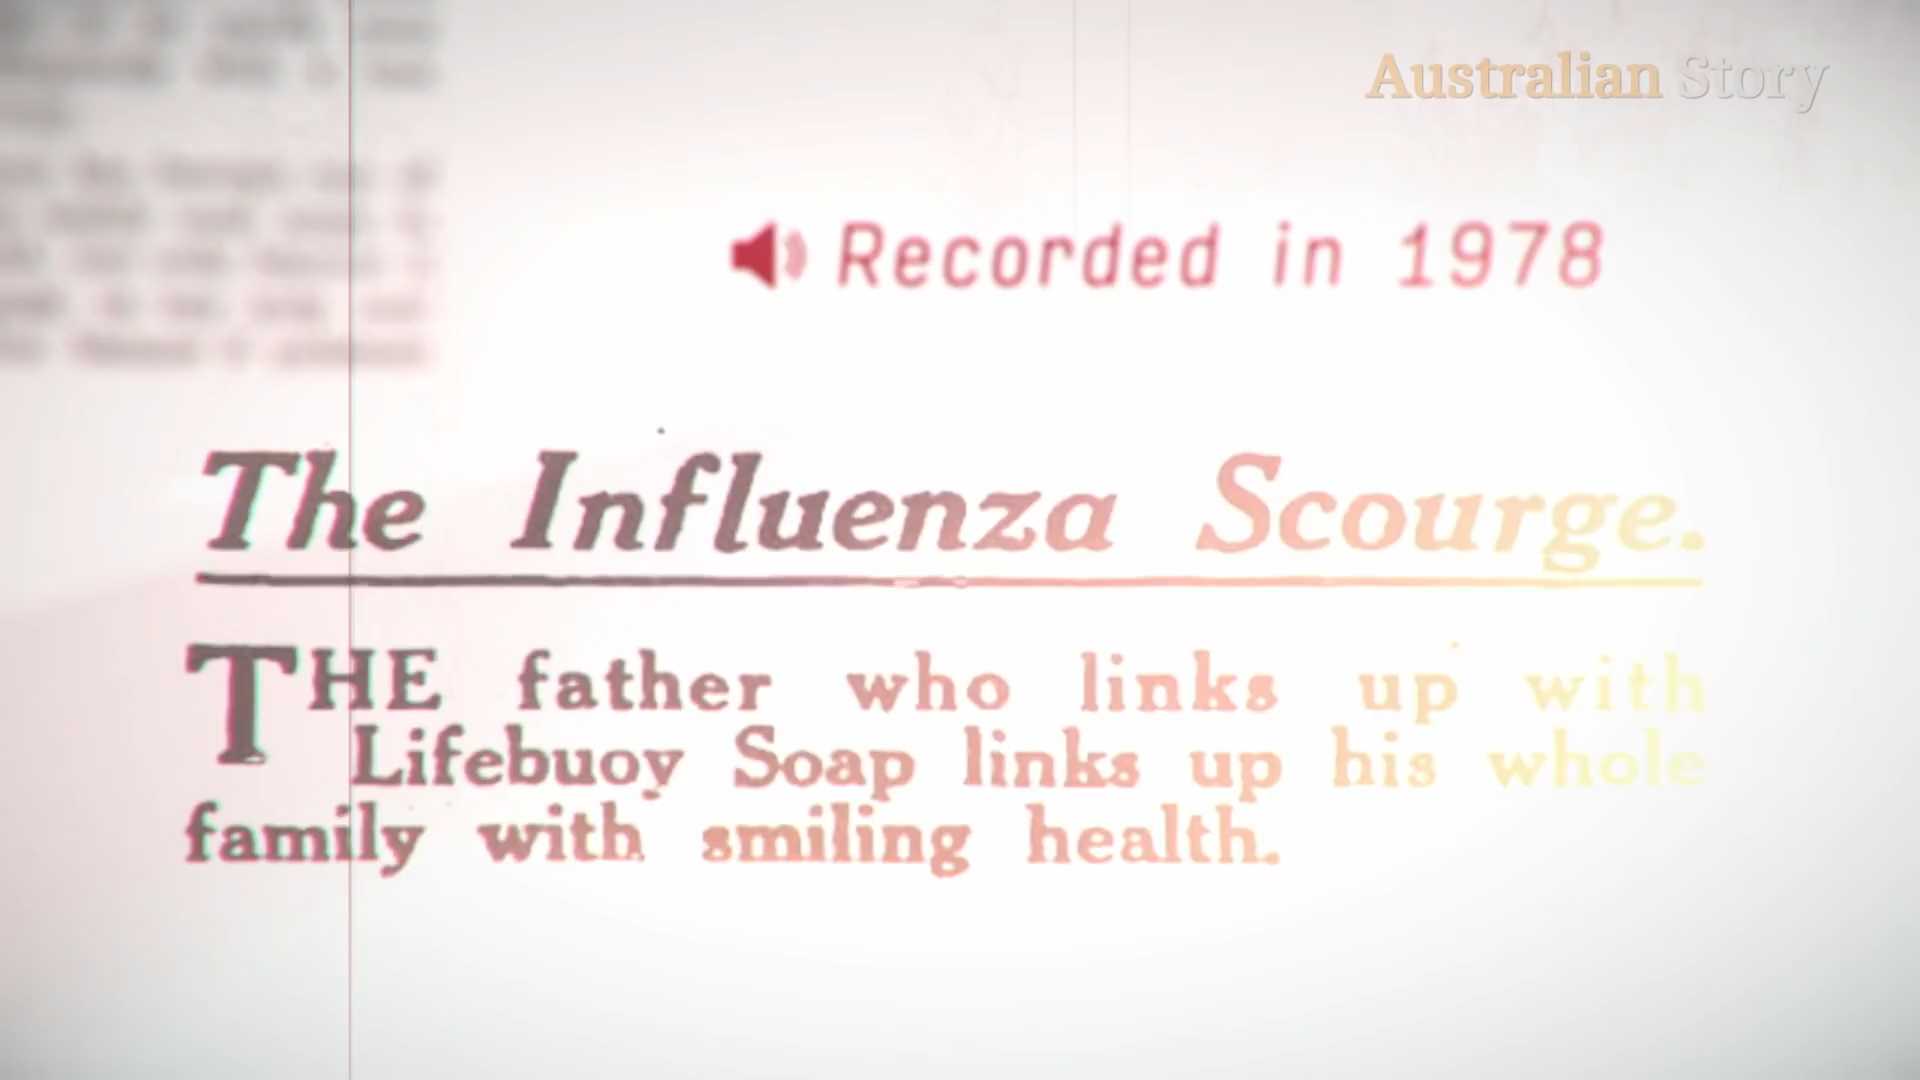 Australian Story
Recorded in 1978
The Influenza Scourge.
THE father who links up with
Lifebuoy Soap links up his whole
family with smiling health.